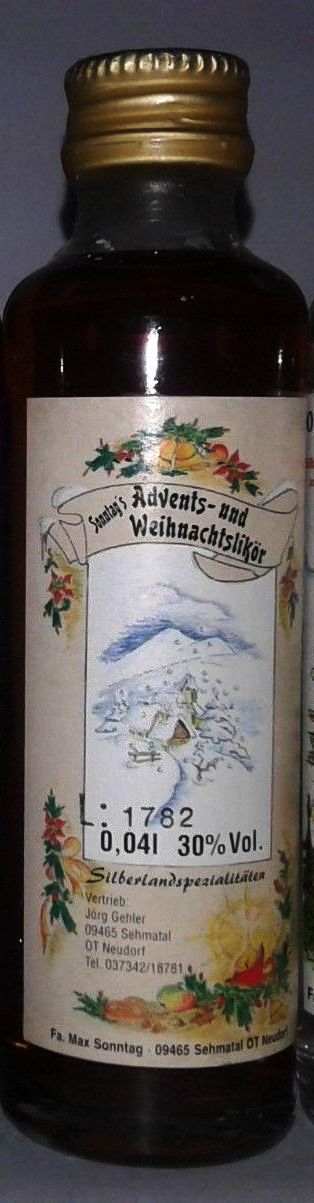 Sonntag's Advents- und
Weihnachtslikör
L: 1782
0,04l 30% Vol.
Silberlandspezialitäten
Vertrieb:
Jörg Gehler
09465 Sehmatal
OT Neudorf
Tel. 037342/18781
Fa. Max Sonntag · 09465 Sehmatal OT Neudorf